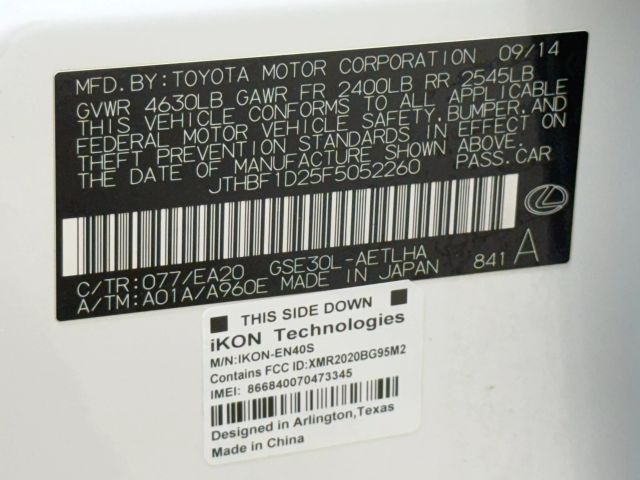 MFD. BY: TOYOTA MOTOR CORPORATION 09/14
GVWR 4630LB GAWR FR 2400LB RR 2545LB
THIS VEHICLE CONFORMS TO ALL APPLICABLE
FEDERAL MOTOR VEHICLE SAFETY,BUMPER,AND
THEFT PREVENTION STANDARDS IN EFFECT ON
THE DATE OF MANUFACTURE SHOWN ABOVE.
JTHBF1D25F5052260 PASS.CAR
C/TR: 077/EA20 GSE30L-AETLHA A
A/TM: A01A/A960E MADE IN JAPAN 841
THIS SIDE DOWN
iKON Technologies
M/N:IKON-EN40S
Contains FCC ID:XMR2020BG95M2
IMEI: 866840070473345
Designed in Arlington,Texas
Made in China